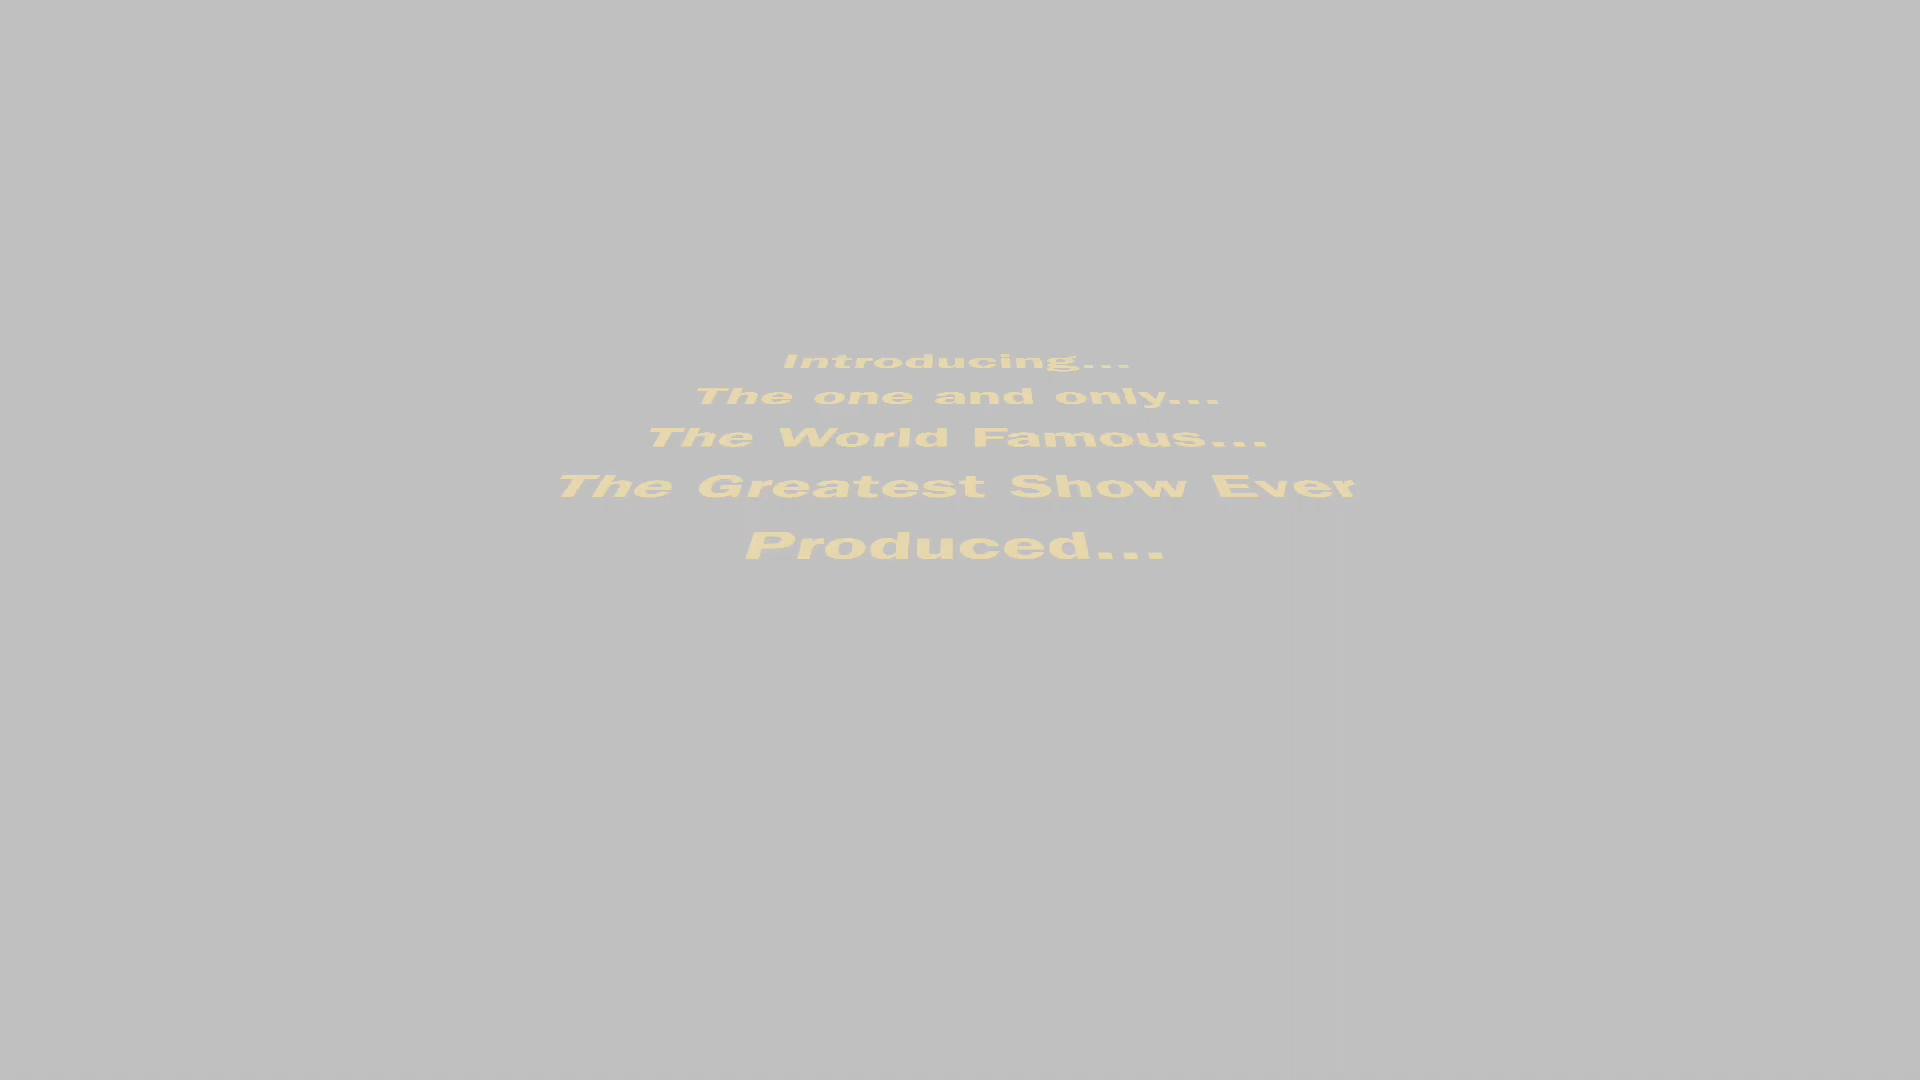 Introducing...
The one and only...
The World Famous...
The Greatest Show Ever
Produced...